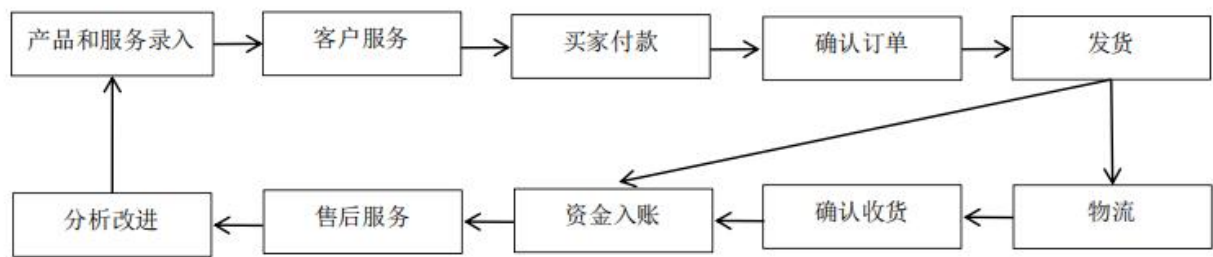 产品和服务录入
客户服务
买家付款
确认订单
发货
分析改进
售后服务
资金入账
确认收货
物流